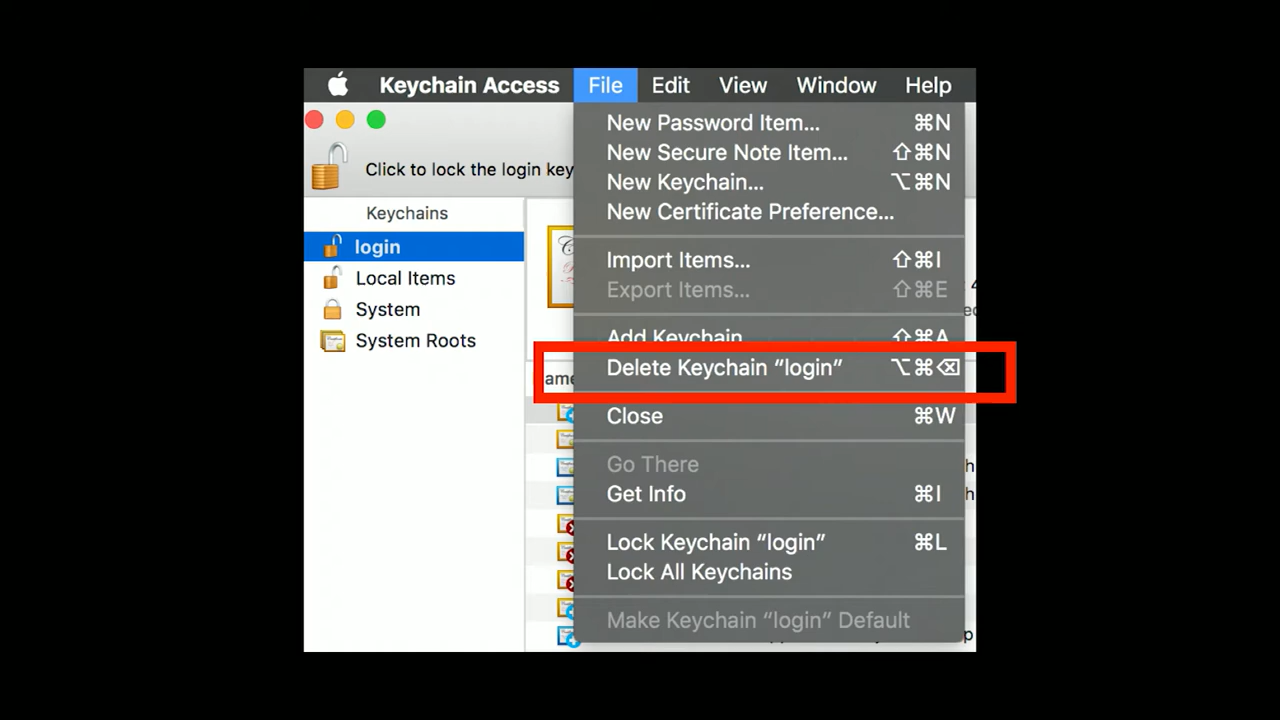 Keychain Access File Edit View Window Help
Click to lock the login key
Keychains
login
Local Items
System
System Roots
New Password Item... ⌘N
New Secure Note Item... ⇧⌘N
New Keychain... ⌥⌘N
New Certificate Preference...
Import Items... ⇧⌘I
Export Items... ⇧⌘E
Add Keychain ⇧⌘A
Delete Keychain “login” ⌥⌘⌫
Close ⌘W
Go There
Get Info ⌘I
Lock Keychain “login” ⌘L
Lock All Keychains
Make Keychain “login” Default